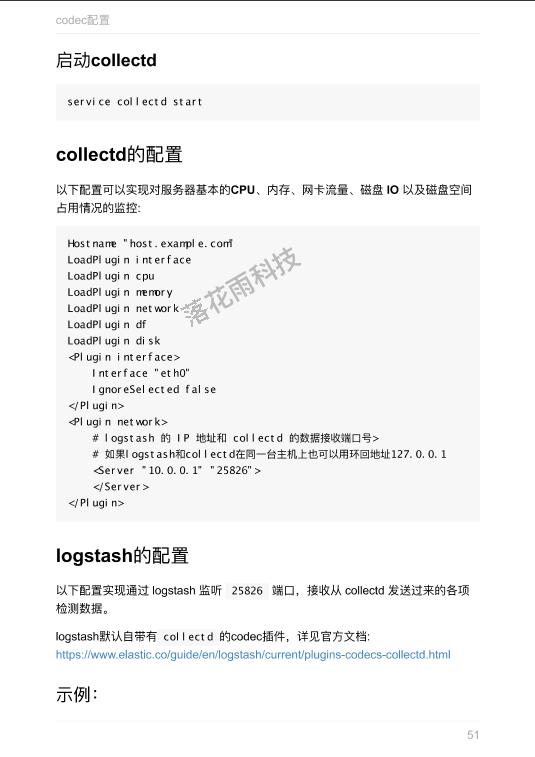 codec配置
启动collectd
service collectd start
collectd的配置
以下配置可以实现对服务器基本的CPU、内存、网卡流量、磁盘 IO 以及磁盘空间
占用情况的监控:
Hostname "host.example.com"
LoadPlugin interface
LoadPlugin cpu
LoadPlugin memory
LoadPlugin network
LoadPlugin df
LoadPlugin disk
<Plugin interface>
Interface "eth0"
IgnoreSelected false
</Plugin>
<Plugin network>
# logstash 的 IP 地址和 collectd 的数据接收端口号>
# 如果logstash和collectd在同一台主机上也可以用环回地址127.0.0.1
<Server "10.0.0.1" "25826">
</Server>
</Plugin>
落花雨科技
logstash的配置
以下配置实现通过 logstash 监听 25826 端口，接收从 collectd 发送过来的各项
检测数据。
logstash默认自带有 collectd 的codec插件，详见官方文档:
https://www.elastic.co/guide/en/logstash/current/plugins-codecs-collectd.html
示例：
51